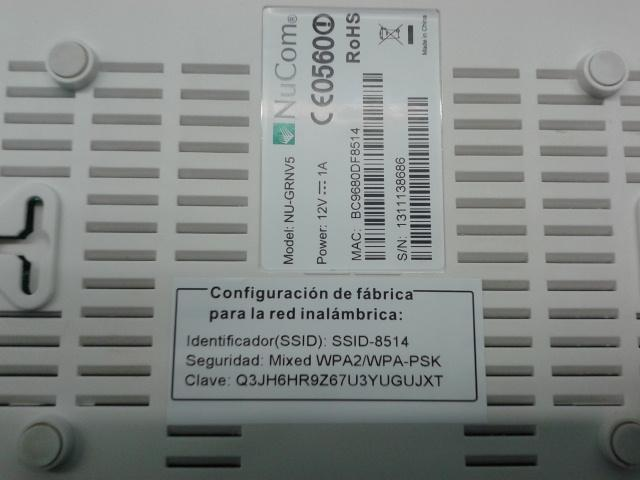 NuCom®
CE0560
RoHS
Made in China
Model: NU-GRNV5
Power: 12V 1A
MAC: BC9680DF8514
S/N: 1311138686
Configuración de fábrica
para la red inalámbrica:
Identificador(SSID): SSID-8514
Seguridad: Mixed WPA2/WPA-PSK
Clave: Q3JH6HR9Z67U3YUGUJXT